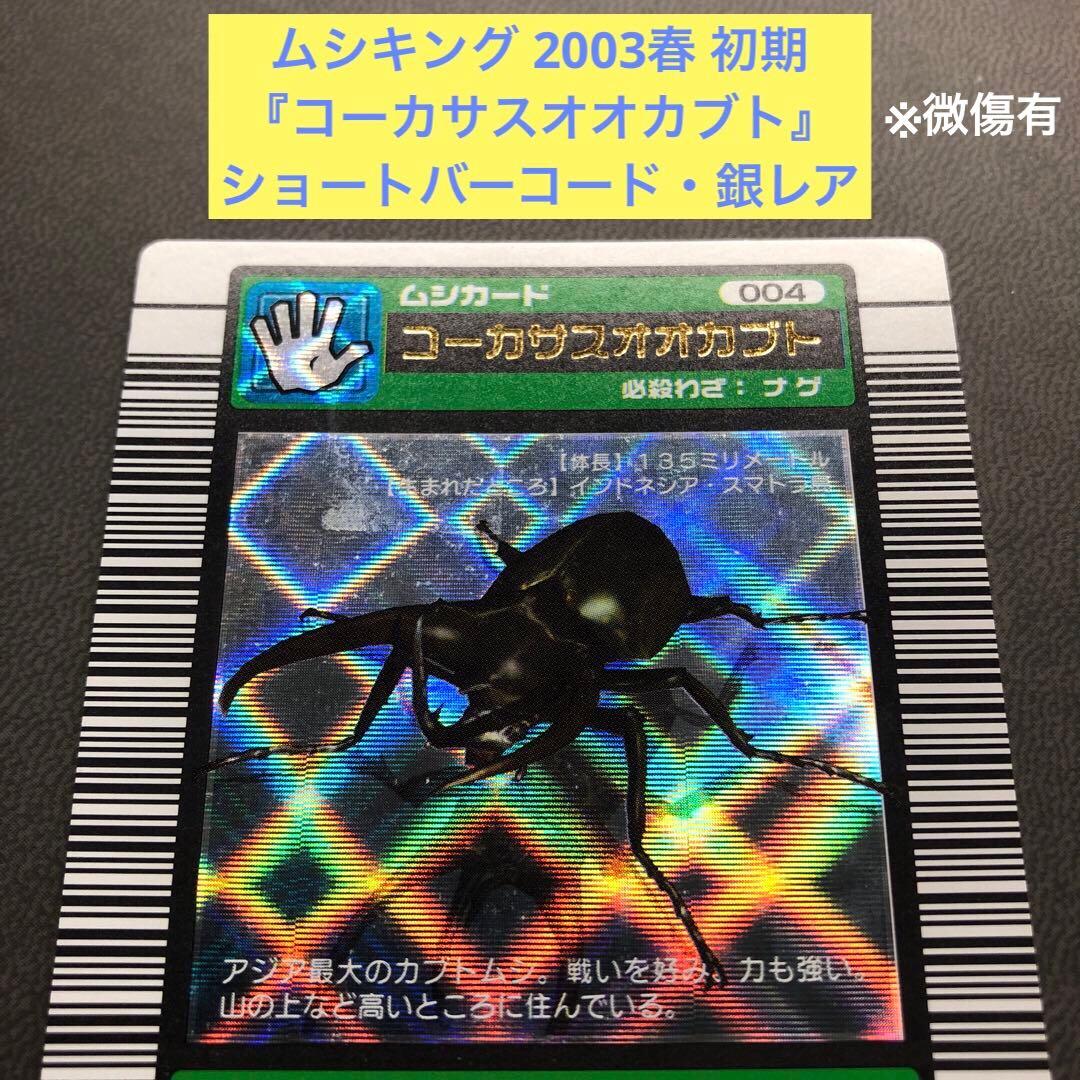 ムシキング 2003春 初期
『コーカサスオオカブト』
ショートバーコード・銀レア
※微傷有
ムシカード 004
コーカサスオオカブト
必殺わざ：ナゲ
【体長】135ミリメートル
【生まれたところ】インドネシア・スマトラ島
アジア最大のカブトムシ。戦いを好み、力も強い。
山の上など高いところに住んでいる。